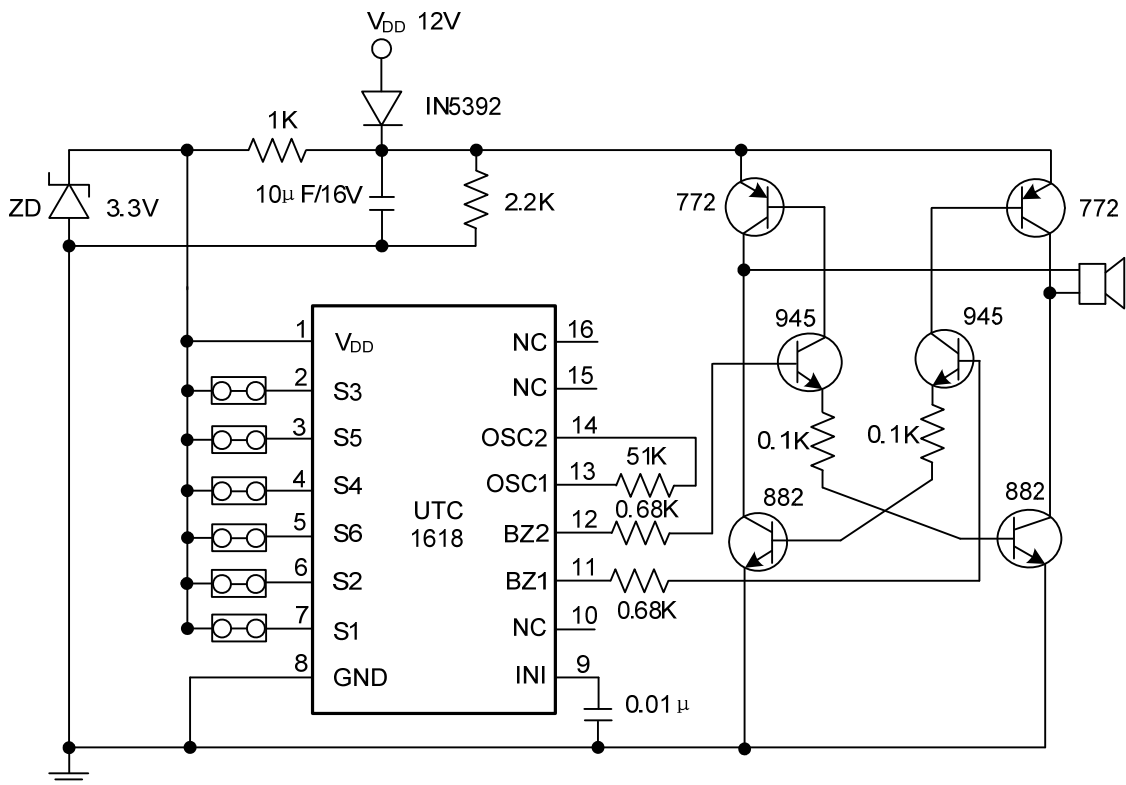 VDD 12V
IN5392
1K
10μF/16V
2.2K
ZD
3.3V
772
772
945
945
0.1K
0.1K
882
882
UTC
1618
1
VDD
2
S3
3
S5
4
S4
5
S6
6
S2
7
S1
8
GND
NC
16
NC
15
OSC2
14
51K
OSC1
13
0.68K
BZ2
12
BZ1
11
0.68K
NC
10
INI
9
0.01μ